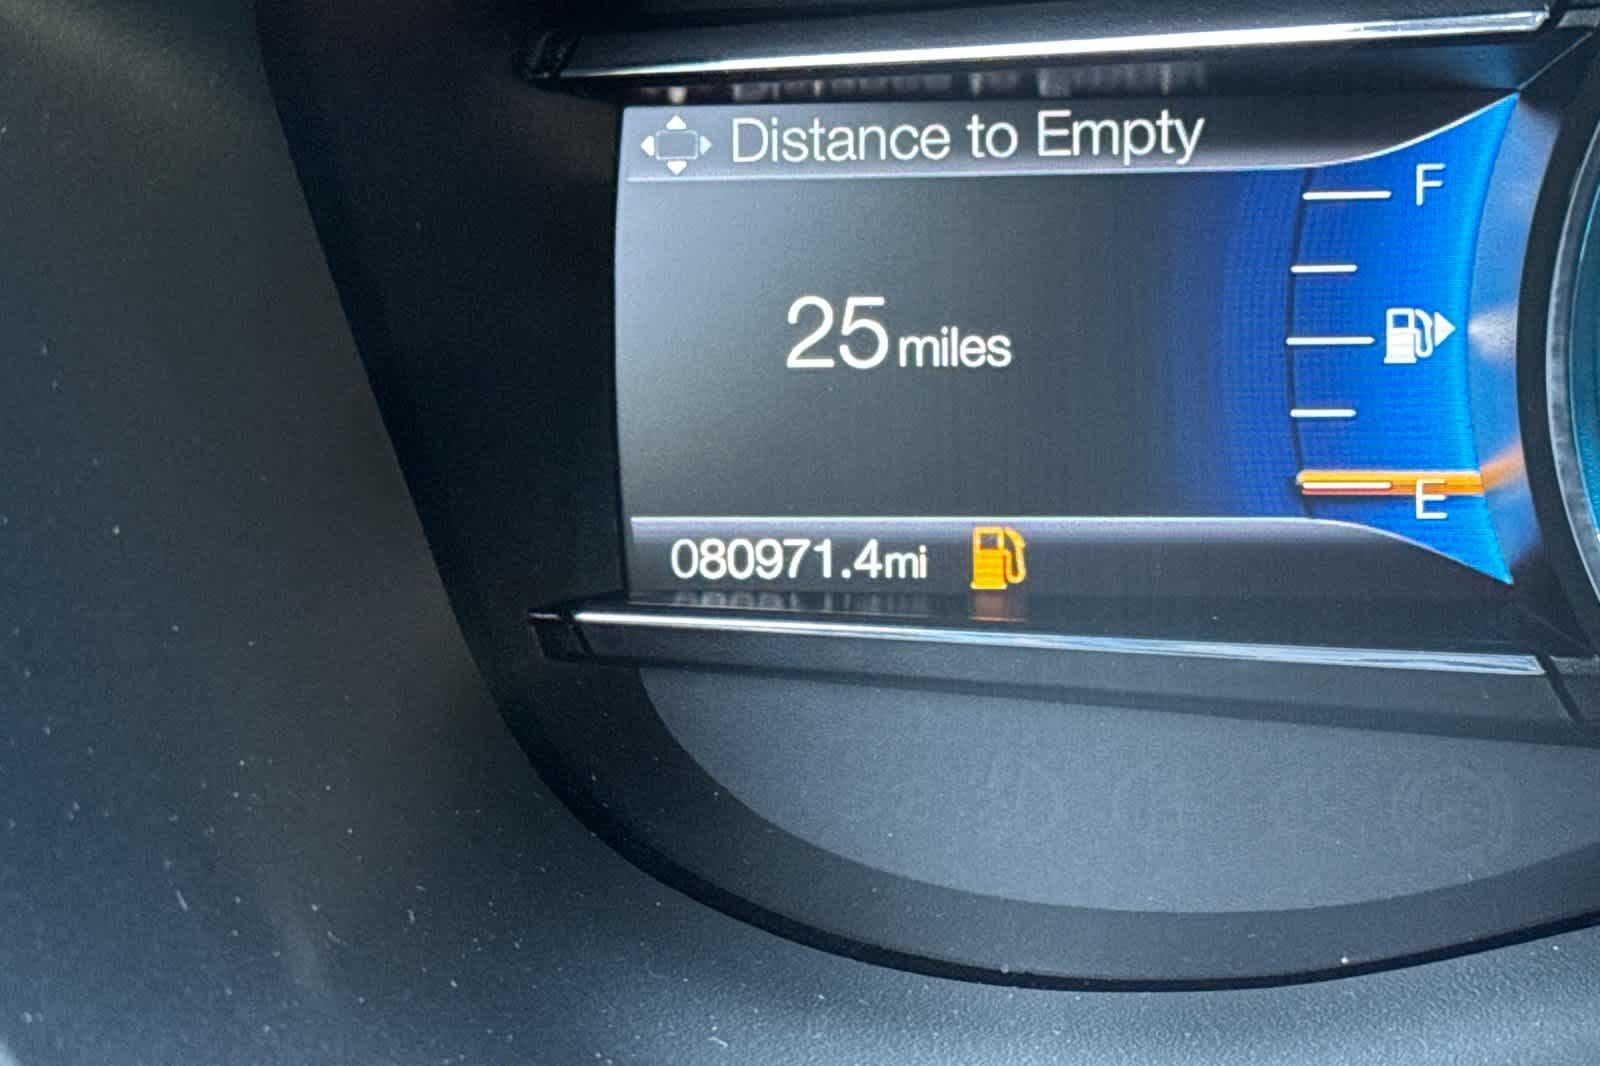 Distance to Empty
F
25 miles
E
080971.4mi